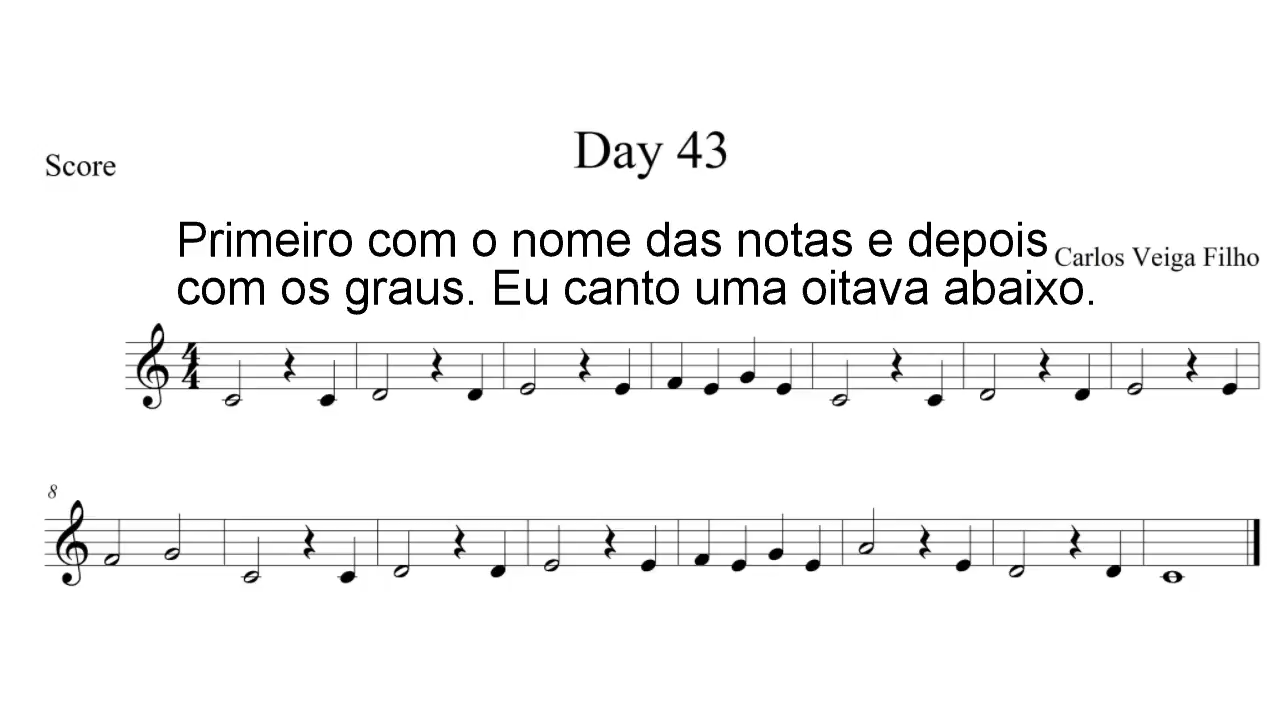 Day 43
Score
Primeiro com o nome das notas e depois
Carlos Veiga Filho
com os graus. Eu canto uma oitava abaixo.
4
4
8